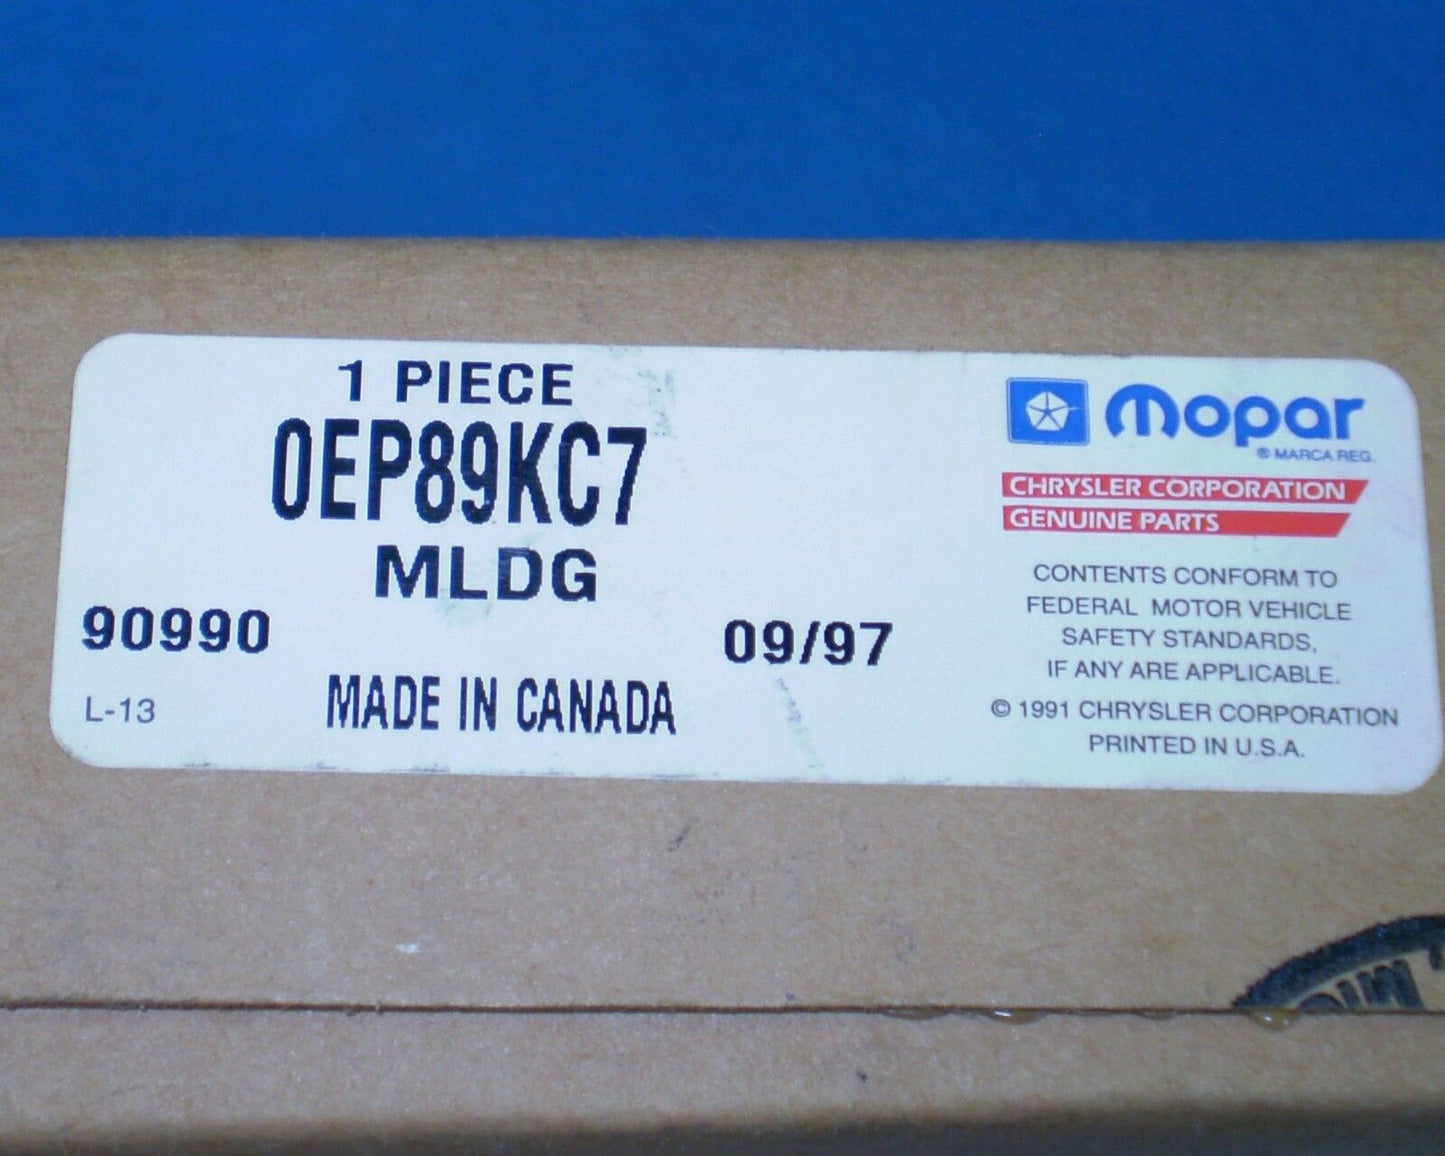 1 PIECE
0EP89KC7
MLDG
90990
09/97
L-13
MADE IN CANADA
Mopar
® MARCA REG.
CHRYSLER CORPORATION
GENUINE PARTS
CONTENTS CONFORM TO
FEDERAL MOTOR VEHICLE
SAFETY STANDARDS,
IF ANY ARE APPLICABLE.
© 1991 CHRYSLER CORPORATION
PRINTED IN U.S.A.